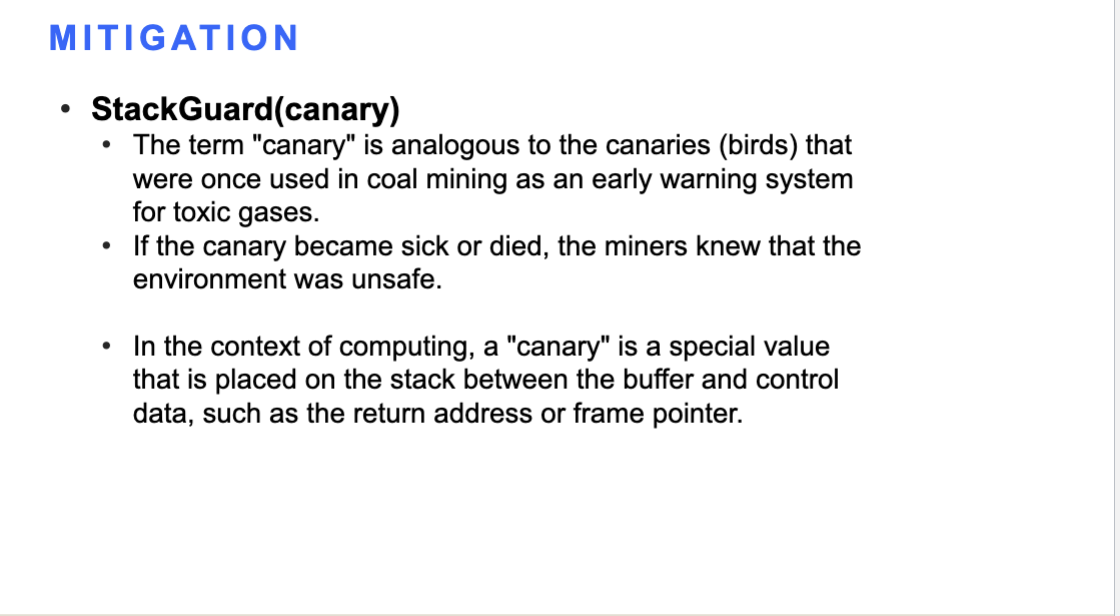 MITIGATION
• StackGuard(canary)
• The term "canary" is analogous to the canaries (birds) that
were once used in coal mining as an early warning system
for toxic gases.
• If the canary became sick or died, the miners knew that the
environment was unsafe.
• In the context of computing, a "canary" is a special value
that is placed on the stack between the buffer and control
data, such as the return address or frame pointer.